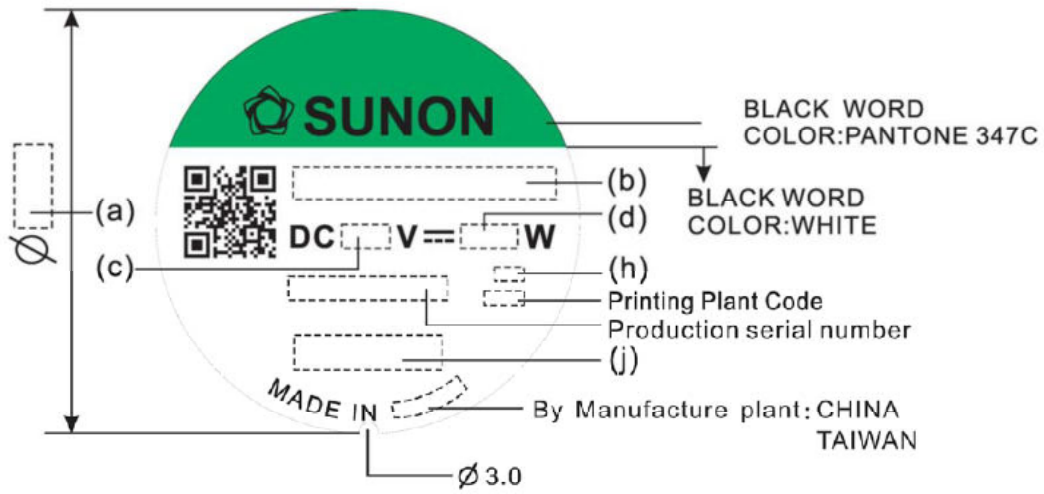 SUNON
BLACK WORD
COLOR:PANTONE 347C
BLACK WORD
COLOR:WHITE
(a)
Ø
(b)
DC V W
(d)
(c)
(h)
Printing Plant Code
Production serial number
(j)
MADE IN
By Manufacture plant: CHINA
TAIWAN
Ø 3.0